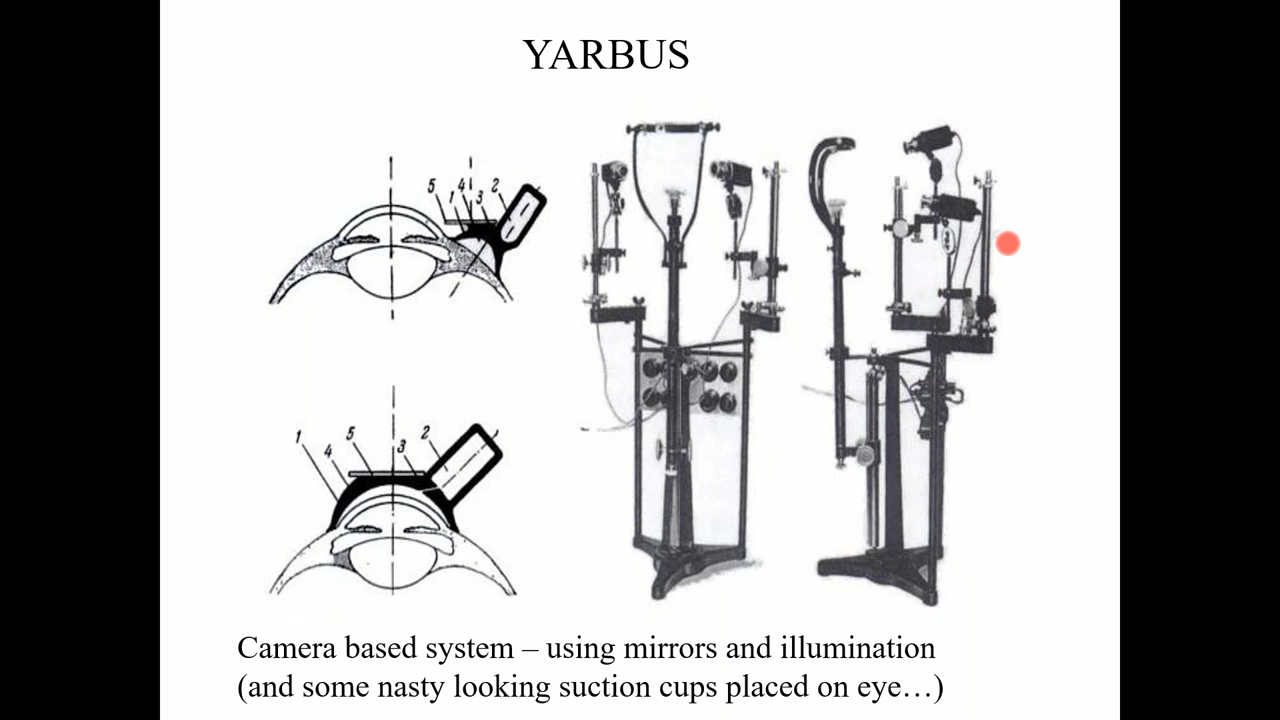 YARBUS
5 4 1 3 2
1 4 5 3 2
Camera based system – using mirrors and illumination
(and some nasty looking suction cups placed on eye…)